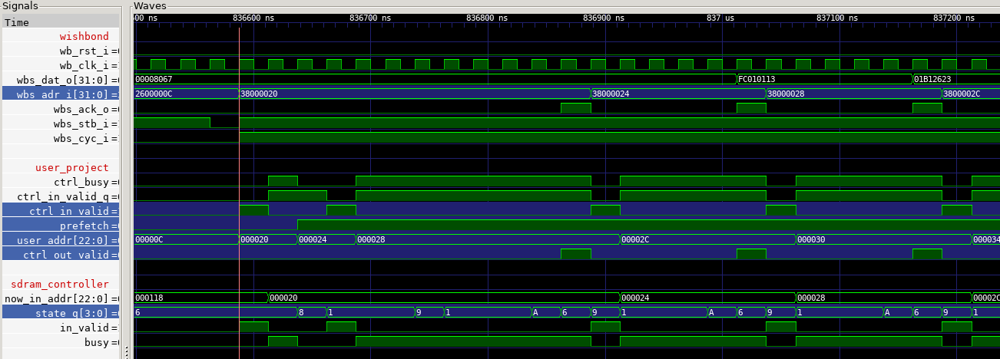 Signals
Waves
Time
00 ns 836600 ns 836700 ns 836800 ns 836900 ns 837 us 837100 ns 837200 ns
wishbond
wb_rst_i=
wb_clk_i=
wbs_dat_o[31:0]= 00008067 FC010113 01B12623
wbs_adr_i[31:0]= 2600000C 38000020 38000024 38000028 3800002C
wbs_ack_o=
wbs_stb_i=
wbs_cyc_i=
user_project
ctrl_busy=
ctrl_in_valid_q=
ctrl_in_valid=
prefetch=
user_addr[22:0]= 00000C 000020 000024 000028 00002C 000030 000034
ctrl_out_valid=
sdram_controller
now_in_addr[22:0]= 000118 000020 000024 000028 00002C
state_q[3:0]= 6 8 1 9 1 A 6 9 1 A 6 9 1 A 6 9 1
in_valid=
busy=